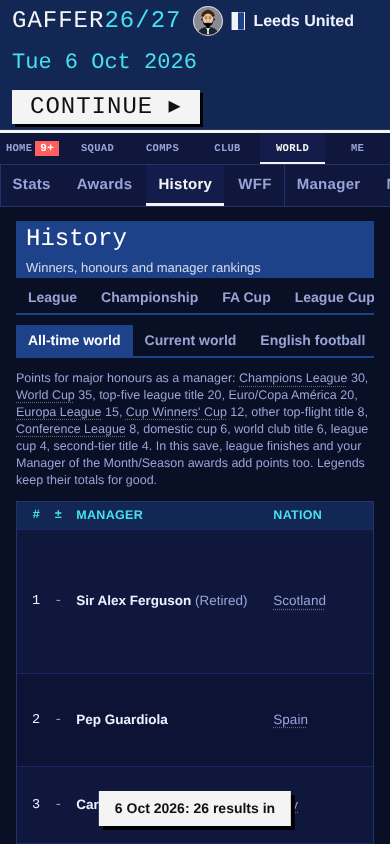 GAFFER26/27 Leeds United
Tue 6 Oct 2026
CONTINUE ►
HOME 9+ SQUAD COMPS CLUB WORLD ME
Stats Awards History WFF Manager
History
Winners, honours and manager rankings
League Championship FA Cup League Cup
All-time world Current world English football
Points for major honours as a manager: Champions League 30,
World Cup 35, top-five league title 20, Euro/Copa América 20,
Europa League 15, Cup Winners' Cup 12, other top-flight title 8,
Conference League 8, domestic cup 6, world club title 6, league
cup 4, second-tier title 4. In this save, league finishes and your
Manager of the Month/Season awards add points too. Legends
keep their totals for good.
# ± MANAGER NATION
1 - Sir Alex Ferguson (Retired) Scotland
2 - Pep Guardiola Spain
3 - Car
6 Oct 2026: 26 results in